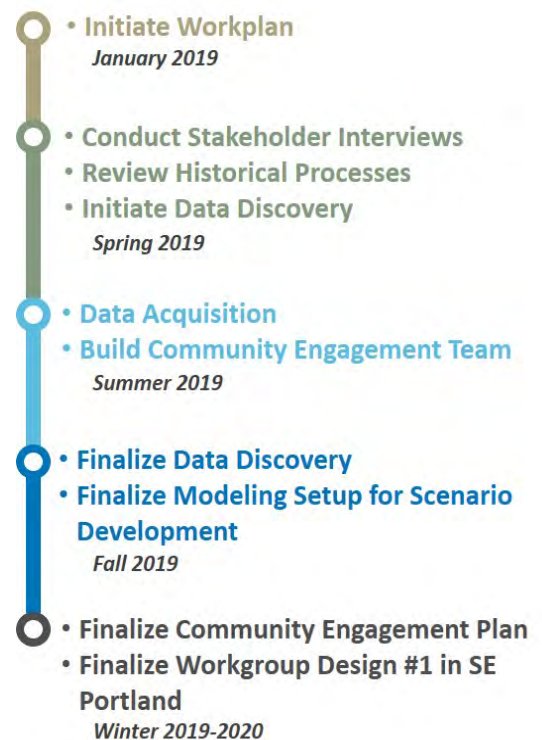 • Initiate Workplan
January 2019
• Conduct Stakeholder Interviews
• Review Historical Processes
• Initiate Data Discovery
Spring 2019
• Data Acquisition
• Build Community Engagement Team
Summer 2019
• Finalize Data Discovery
• Finalize Modeling Setup for Scenario
Development
Fall 2019
• Finalize Community Engagement Plan
• Finalize Workgroup Design #1 in SE
Portland
Winter 2019-2020